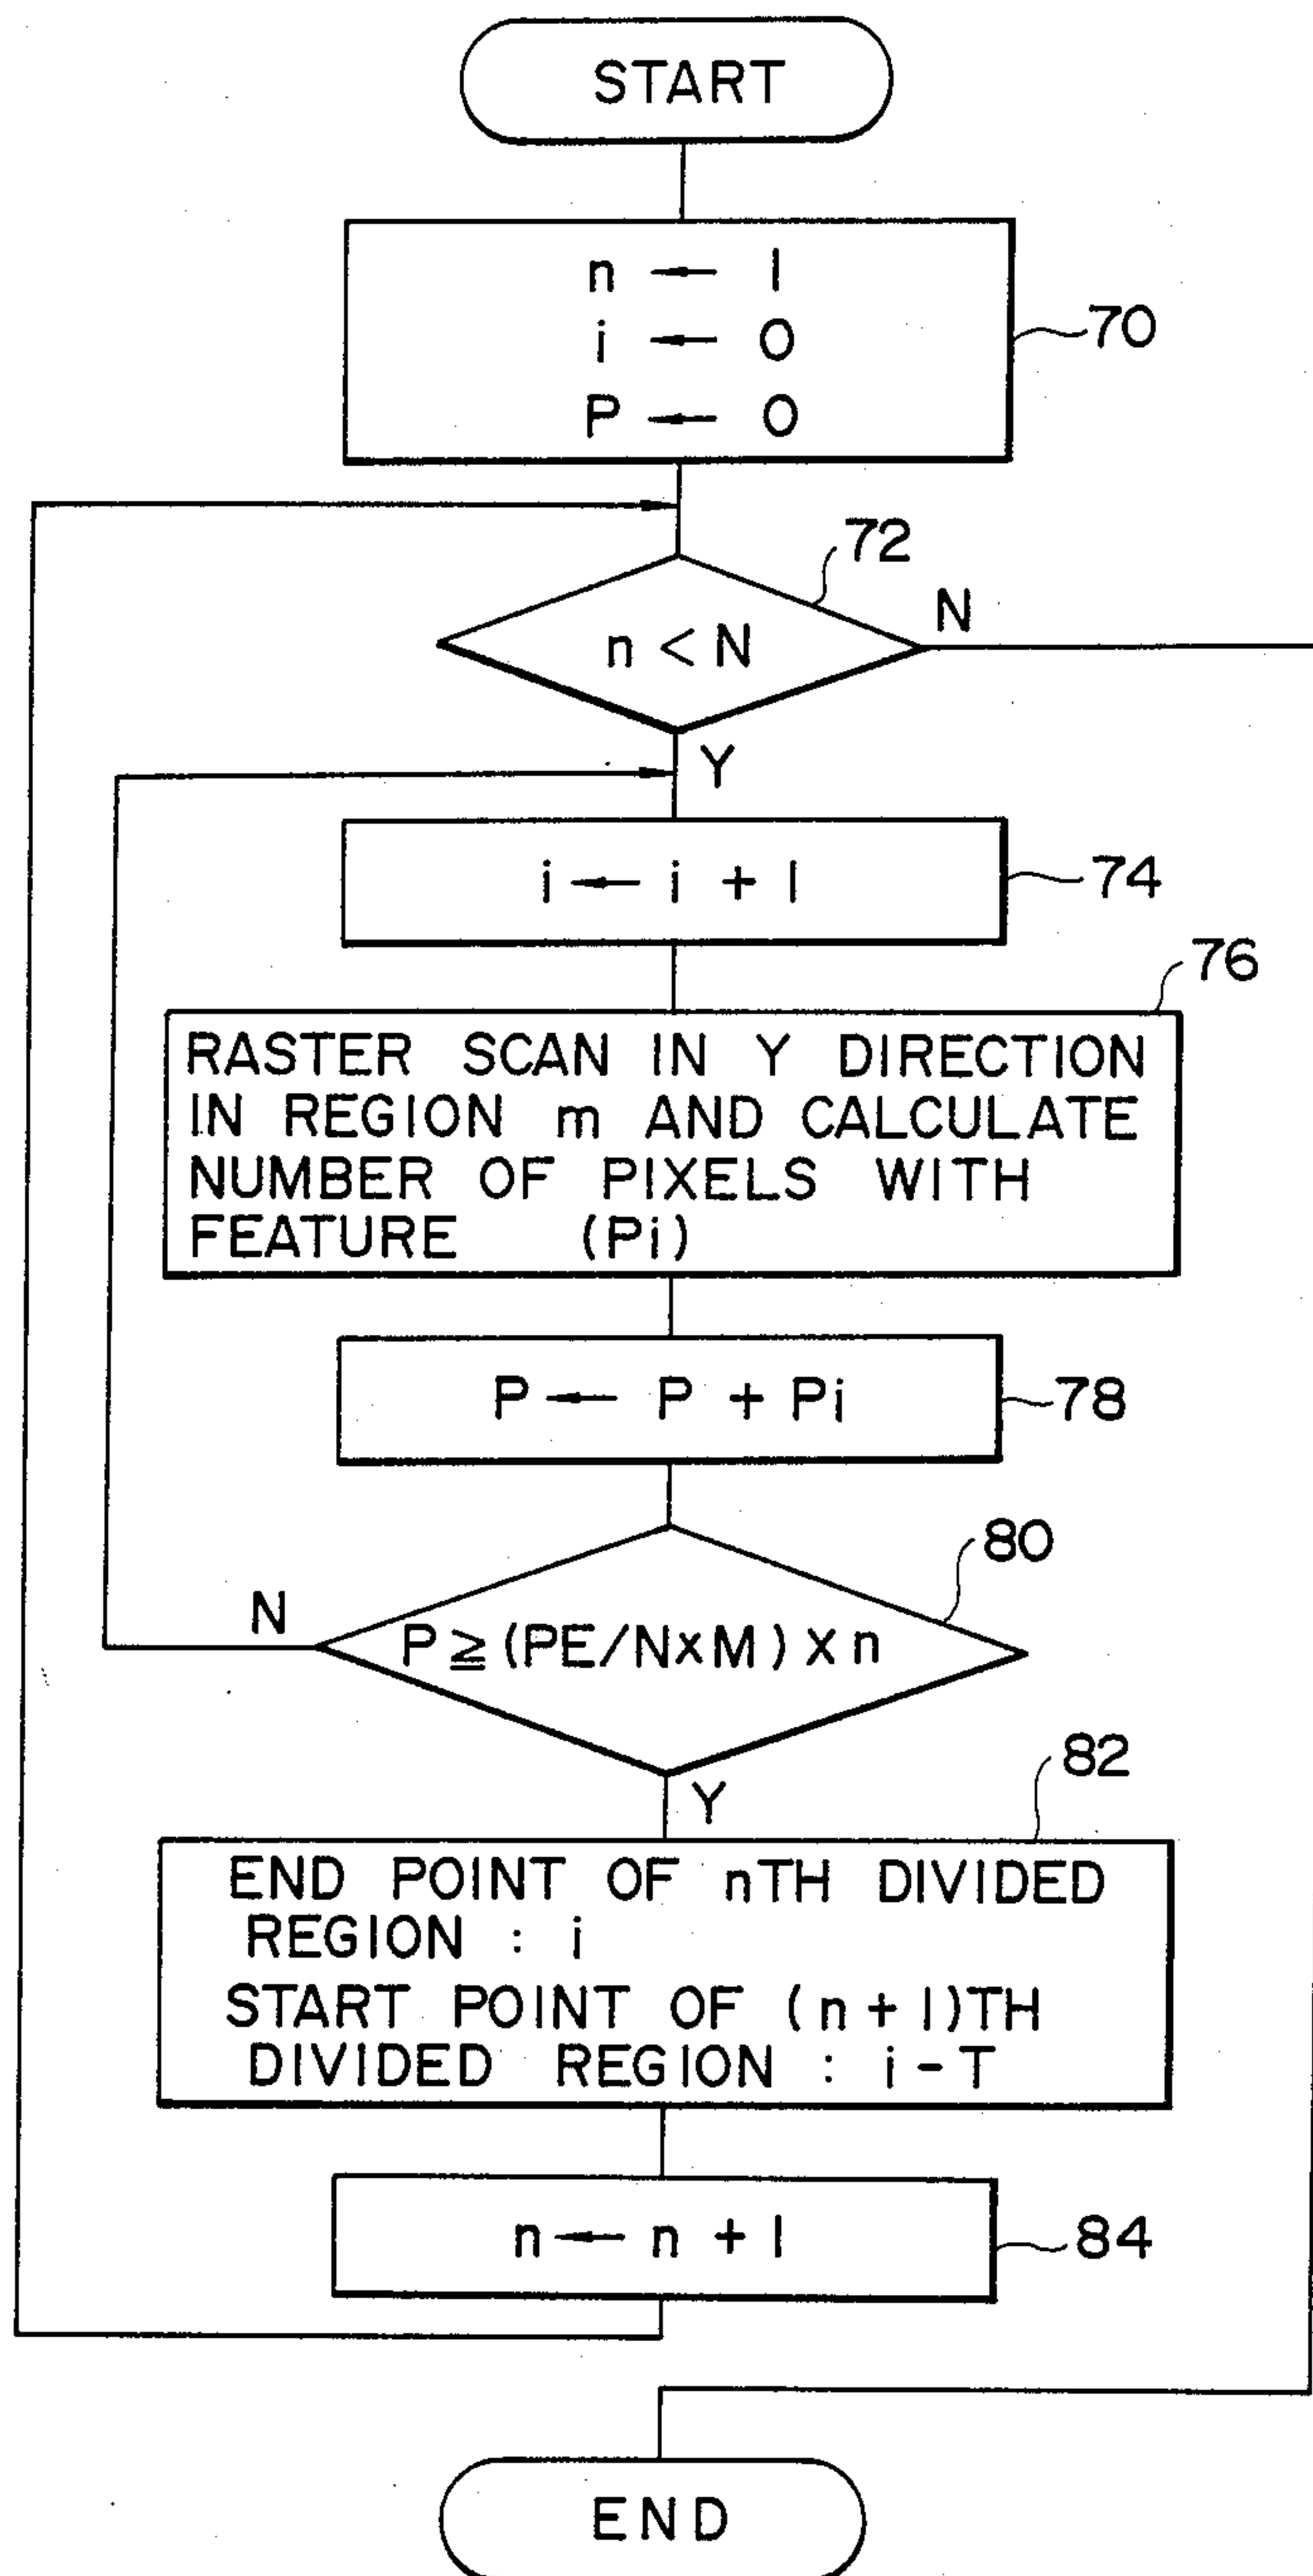 START
n ← 1
i ← 0
P ← 0
70
72
n < N
N
Y
i ← i + 1
74
76
RASTER SCAN IN Y DIRECTION
IN REGION m AND CALCULATE
NUMBER OF PIXELS WITH
FEATURE (Pi)
P ← P + Pi
78
80
N
P ≧ (PE/N×M) × n
Y
82
END POINT OF nTH DIVIDED
REGION : i
START POINT OF (n + 1)TH
DIVIDED REGION : i - T
n ← n + 1
84
END